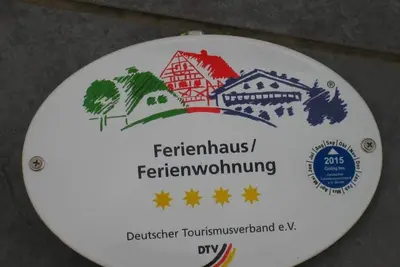 ®
Ferienhaus/
Ferienwohnung
2015
Deutscher Tourismusverband e.V.
DTV